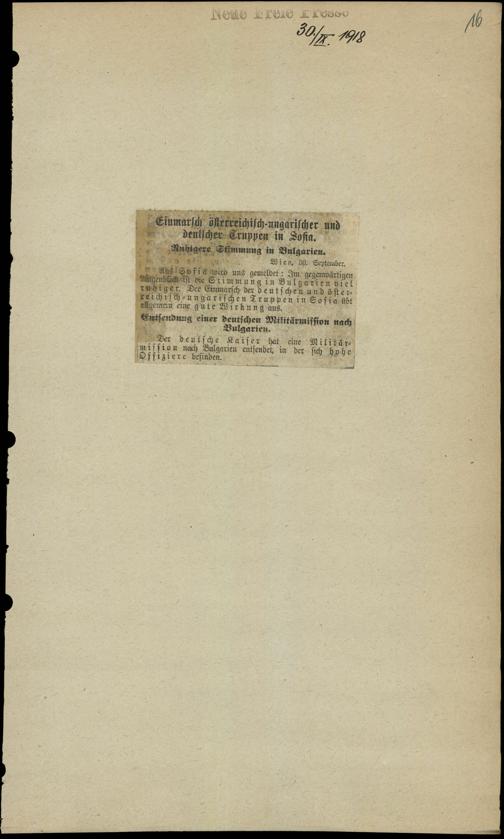 Neue Freie Presse
16
30/IX. 1918
Einmarsch österreichisch-ungarischer und
deutscher Truppen in Sofia.
Ruhigere Stimmung in Bulgarien.
Wien, 30. September.
Aus Sofia wird uns gemeldet: Im gegenwärtigen
Augenblick ist die Stimmung in Bulgarien viel
ruhiger. Der Einmarsch der deutschen und öster-
reichisch-ungarischen Truppen in Sofia übt
allgemein eine gute Wirkung aus.
Entsendung einer deutschen Militärmission nach
Bulgarien.
Der deutsche Kaiser hat eine Militär-
mission nach Bulgarien entsendet, in der sich hohe
Offiziere befinden.